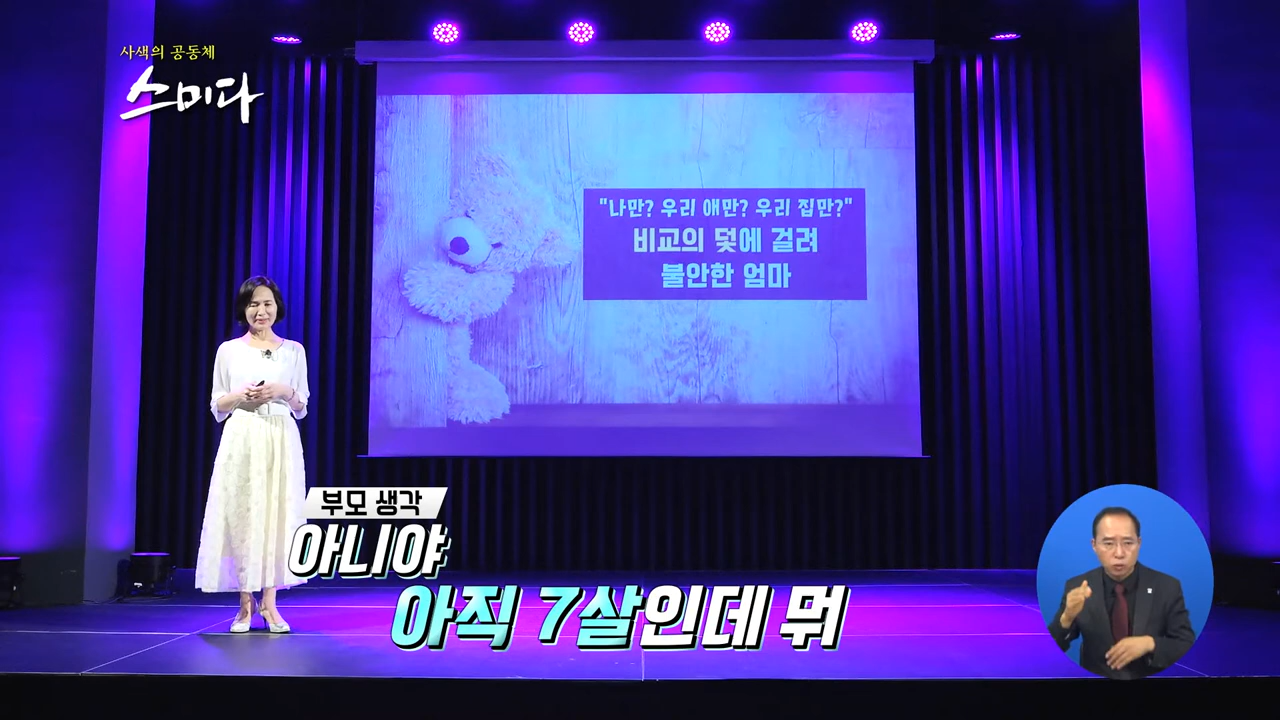 사색의 공동체
스미다
"나만? 우리 애만? 우리 집만?"
비교의 덫에 걸려
불안한 엄마
부모 생각
아니야
아직 7살인데 뭐